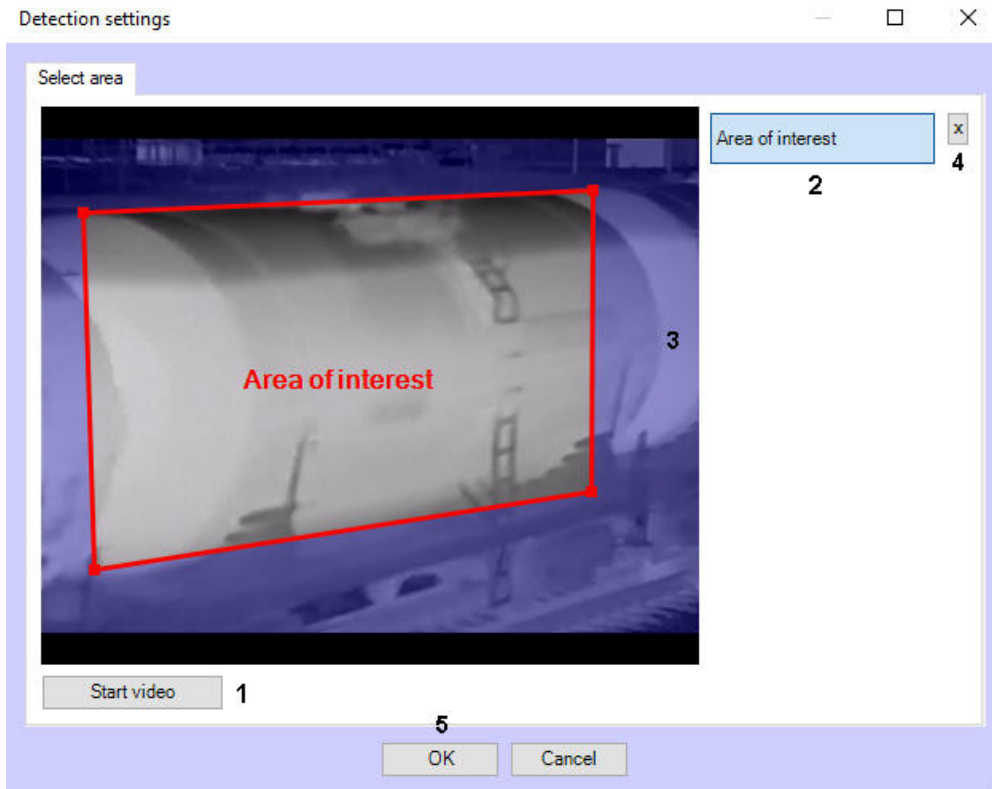 Detection settings
Select area
Area of interest
x
2
4
3
Area of interest
Start video
1
5
OK
Cancel